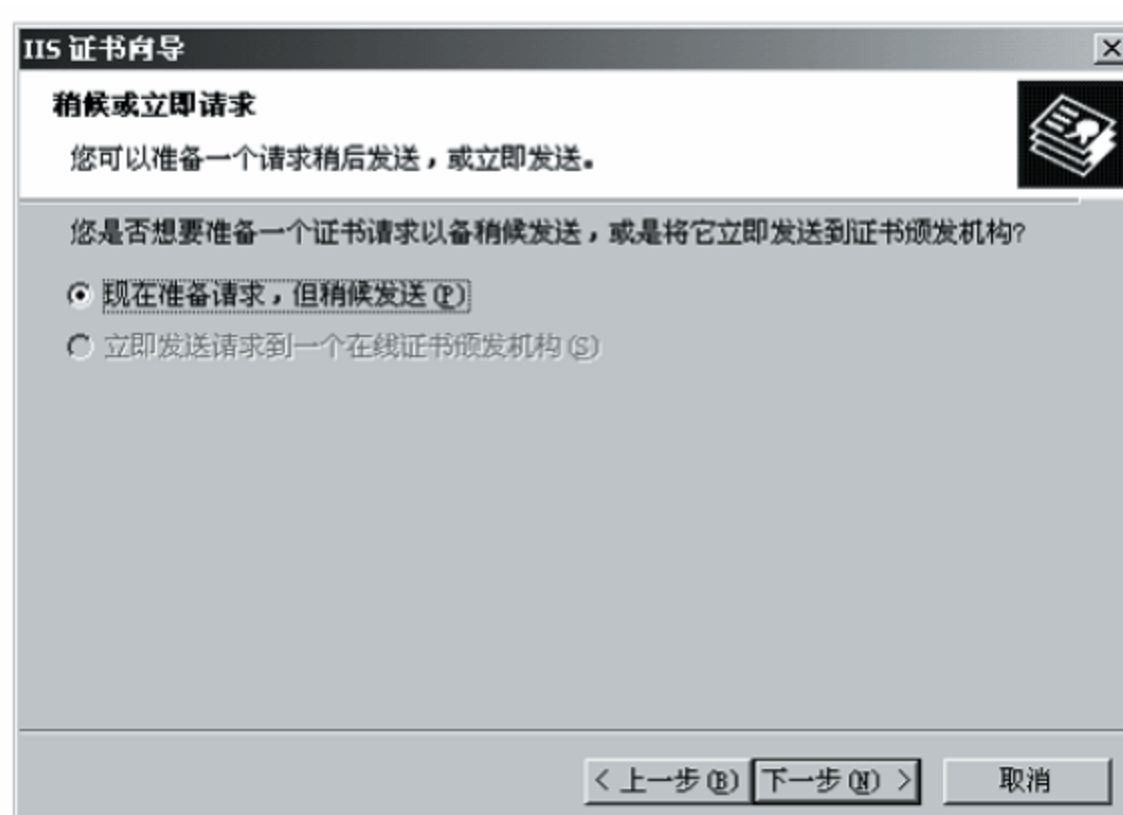 IIS 证书向导
稍候或立即请求
您可以准备一个请求稍后发送，或立即发送。
您是否想要准备一个证书请求以备稍候发送，或是将它立即发送到证书颁发机构?
现在准备请求，但稍候发送(P)
立即发送请求到一个在线证书颁发机构(S)
< 上一步(B) 下一步(N) > 取消